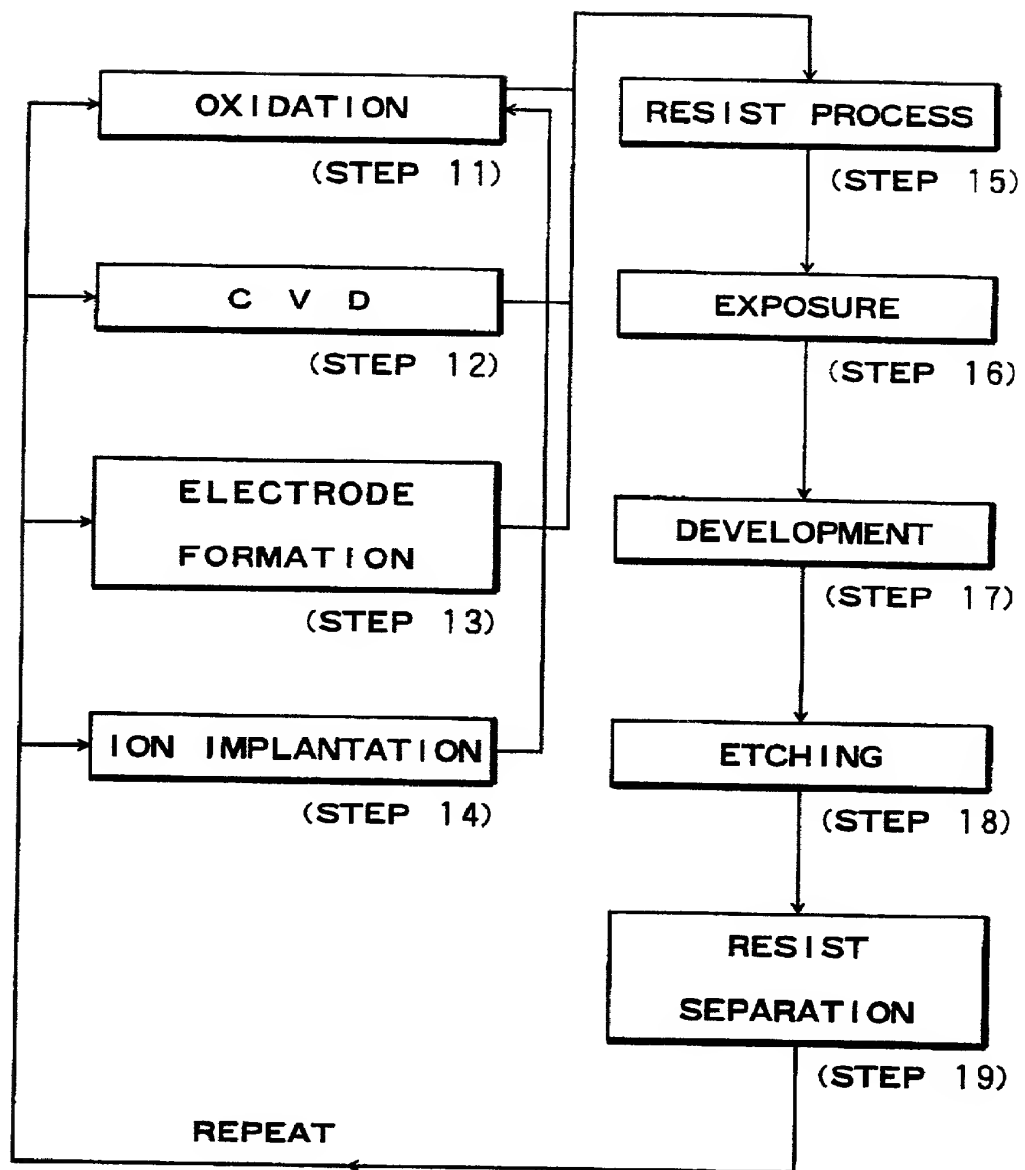 OXIDATION
(STEP 11)
C V D
(STEP 12)
ELECTRODE
FORMATION
(STEP 13)
ION IMPLANTATION
(STEP 14)
RESIST PROCESS
(STEP 15)
EXPOSURE
(STEP 16)
DEVELOPMENT
(STEP 17)
ETCHING
(STEP 18)
RESIST
SEPARATION
(STEP 19)
REPEAT